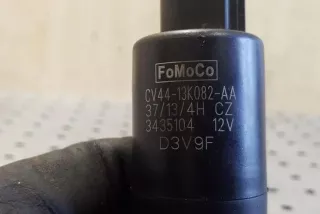 FoMoCo
CV44-13K082-AA
37/13/4H CZ
3435104 12V
D3V9F